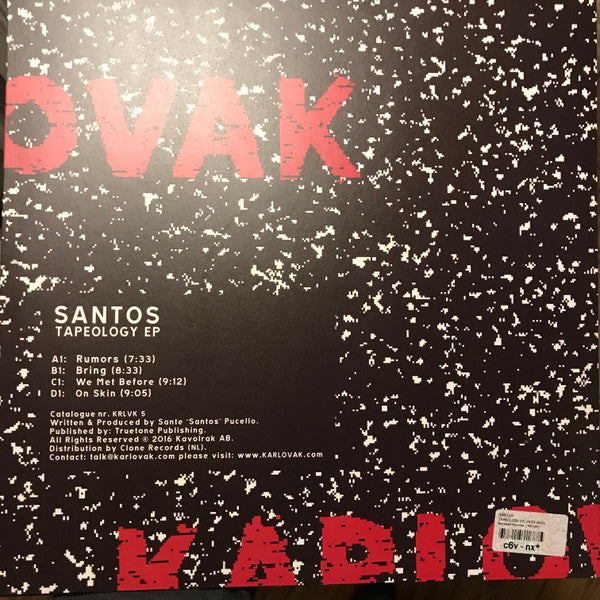 OVAK
SANTOS
TAPEOLOGY EP
A1: Rumors (7:33)
B1: Bring (8:33)
C1: We Met Before (9:12)
D1: On Skin (9:05)
Catalogue nr. KRLVK 5
Written & Produced by Sante 'Santos' Pucello.
Published by: Truetone Publishing.
All Rights Reserved ℗ 2016 Kavolrak AB.
Distribution by Clone Records (NL).
Contact: talk@karlovak.com please visit: www.KARLOVAK.com
SANTOS
c6v - nx*
KARLOV